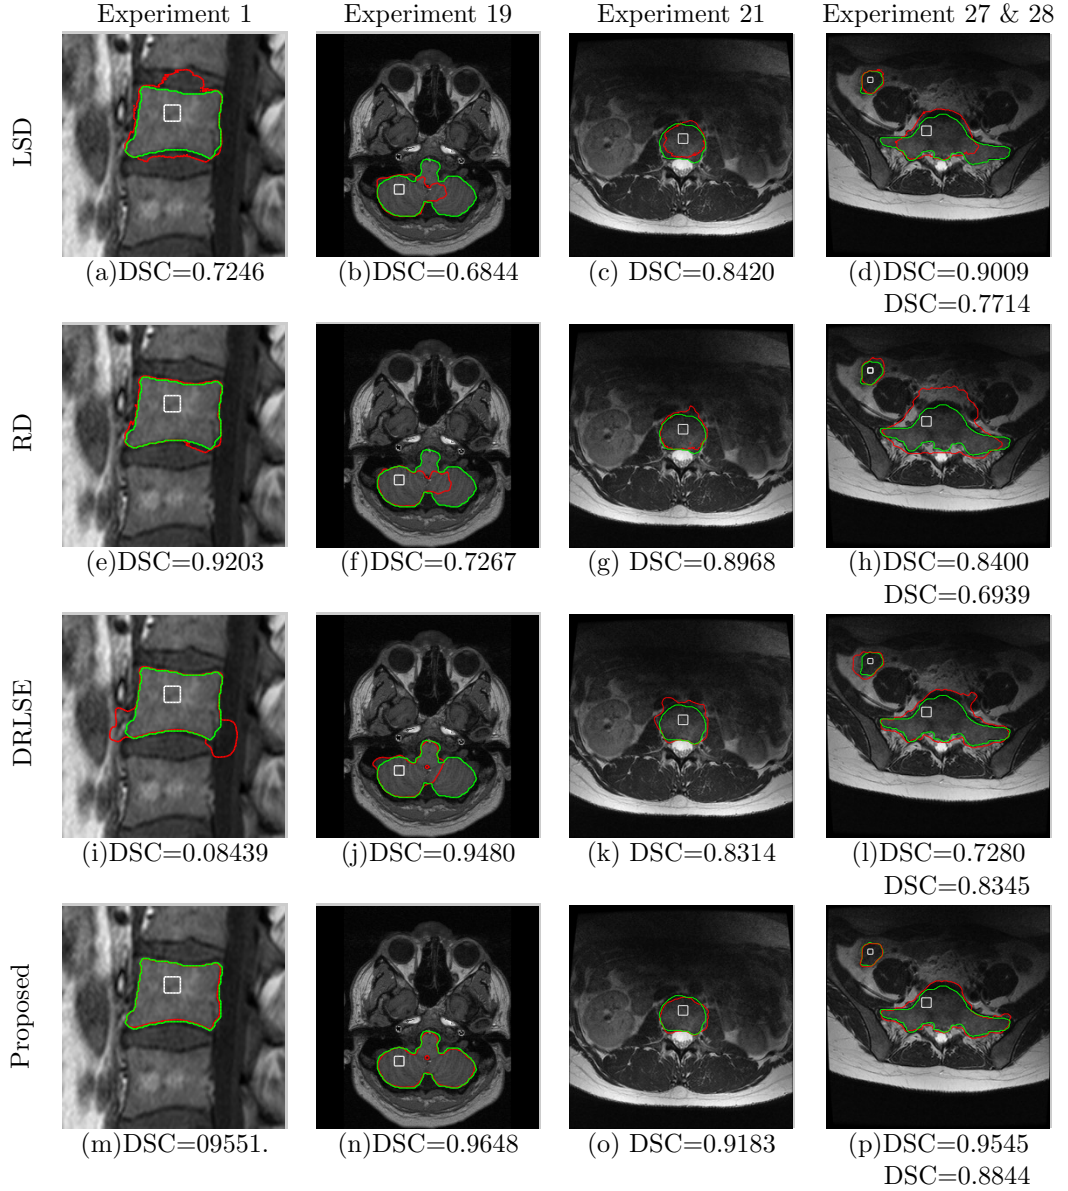 Experiment 1 Experiment 19 Experiment 21 Experiment 27 & 28
LSD
(a)DSC=0.7246 (b)DSC=0.6844 (c) DSC=0.8420 (d)DSC=0.9009
DSC=0.7714
RD
(e)DSC=0.9203 (f)DSC=0.7267 (g) DSC=0.8968 (h)DSC=0.8400
DSC=0.6939
DRLSE
(i)DSC=0.08439 (j)DSC=0.9480 (k) DSC=0.8314 (l)DSC=0.7280
DSC=0.8345
Proposed
(m)DSC=09551. (n)DSC=0.9648 (o) DSC=0.9183 (p)DSC=0.9545
DSC=0.8844